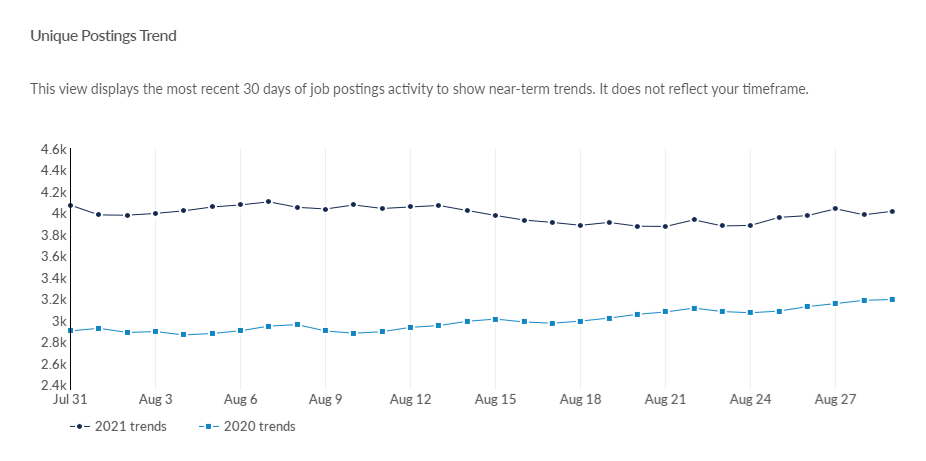 Unique Postings Trend
This view displays the most recent 30 days of job postings activity to show near-term trends. It does not reflect your timeframe.
4.6k
4.4k
4.2k
4k
3.8k
3.6k
3.4k
3.2k
3k
2.8k
2.6k
2.4k
Jul 31 Aug 3 Aug 6 Aug 9 Aug 12 Aug 15 Aug 18 Aug 21 Aug 24 Aug 27
2021 trends 2020 trends